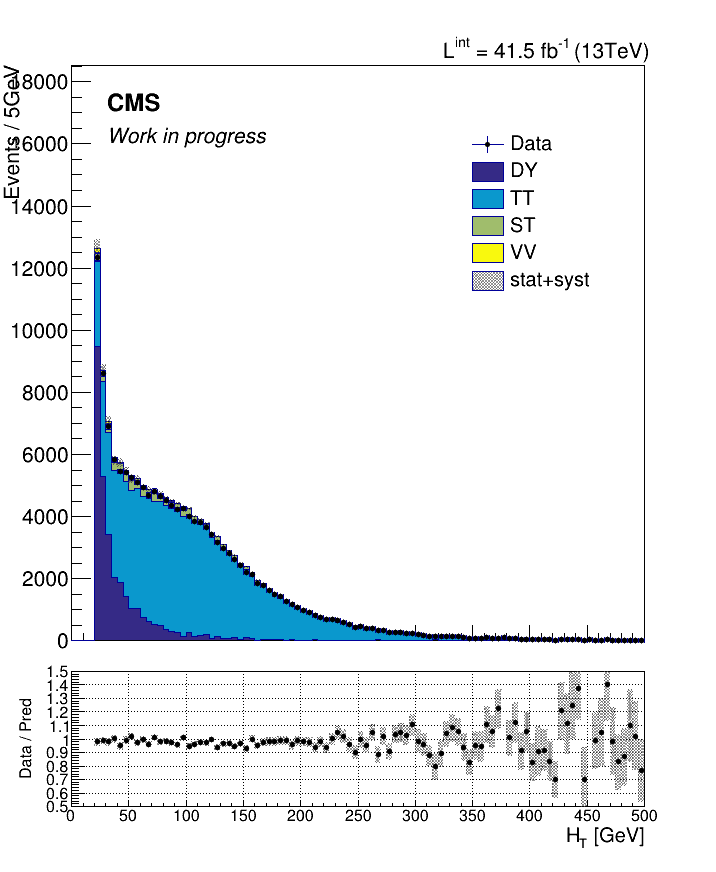 L^int = 41.5 fb^-1 (13TeV)
Events / 5GeV
18000
16000
14000
12000
10000
8000
6000
4000
2000
0
CMS
Work in progress
Data
DY
TT
ST
VV
stat+syst
Data / Pred
1.5
1.4
1.3
1.2
1.1
1
0.9
0.8
0.7
0.6
0.5
0 50 100 150 200 250 300 350 400 450 500
H_T [GeV]